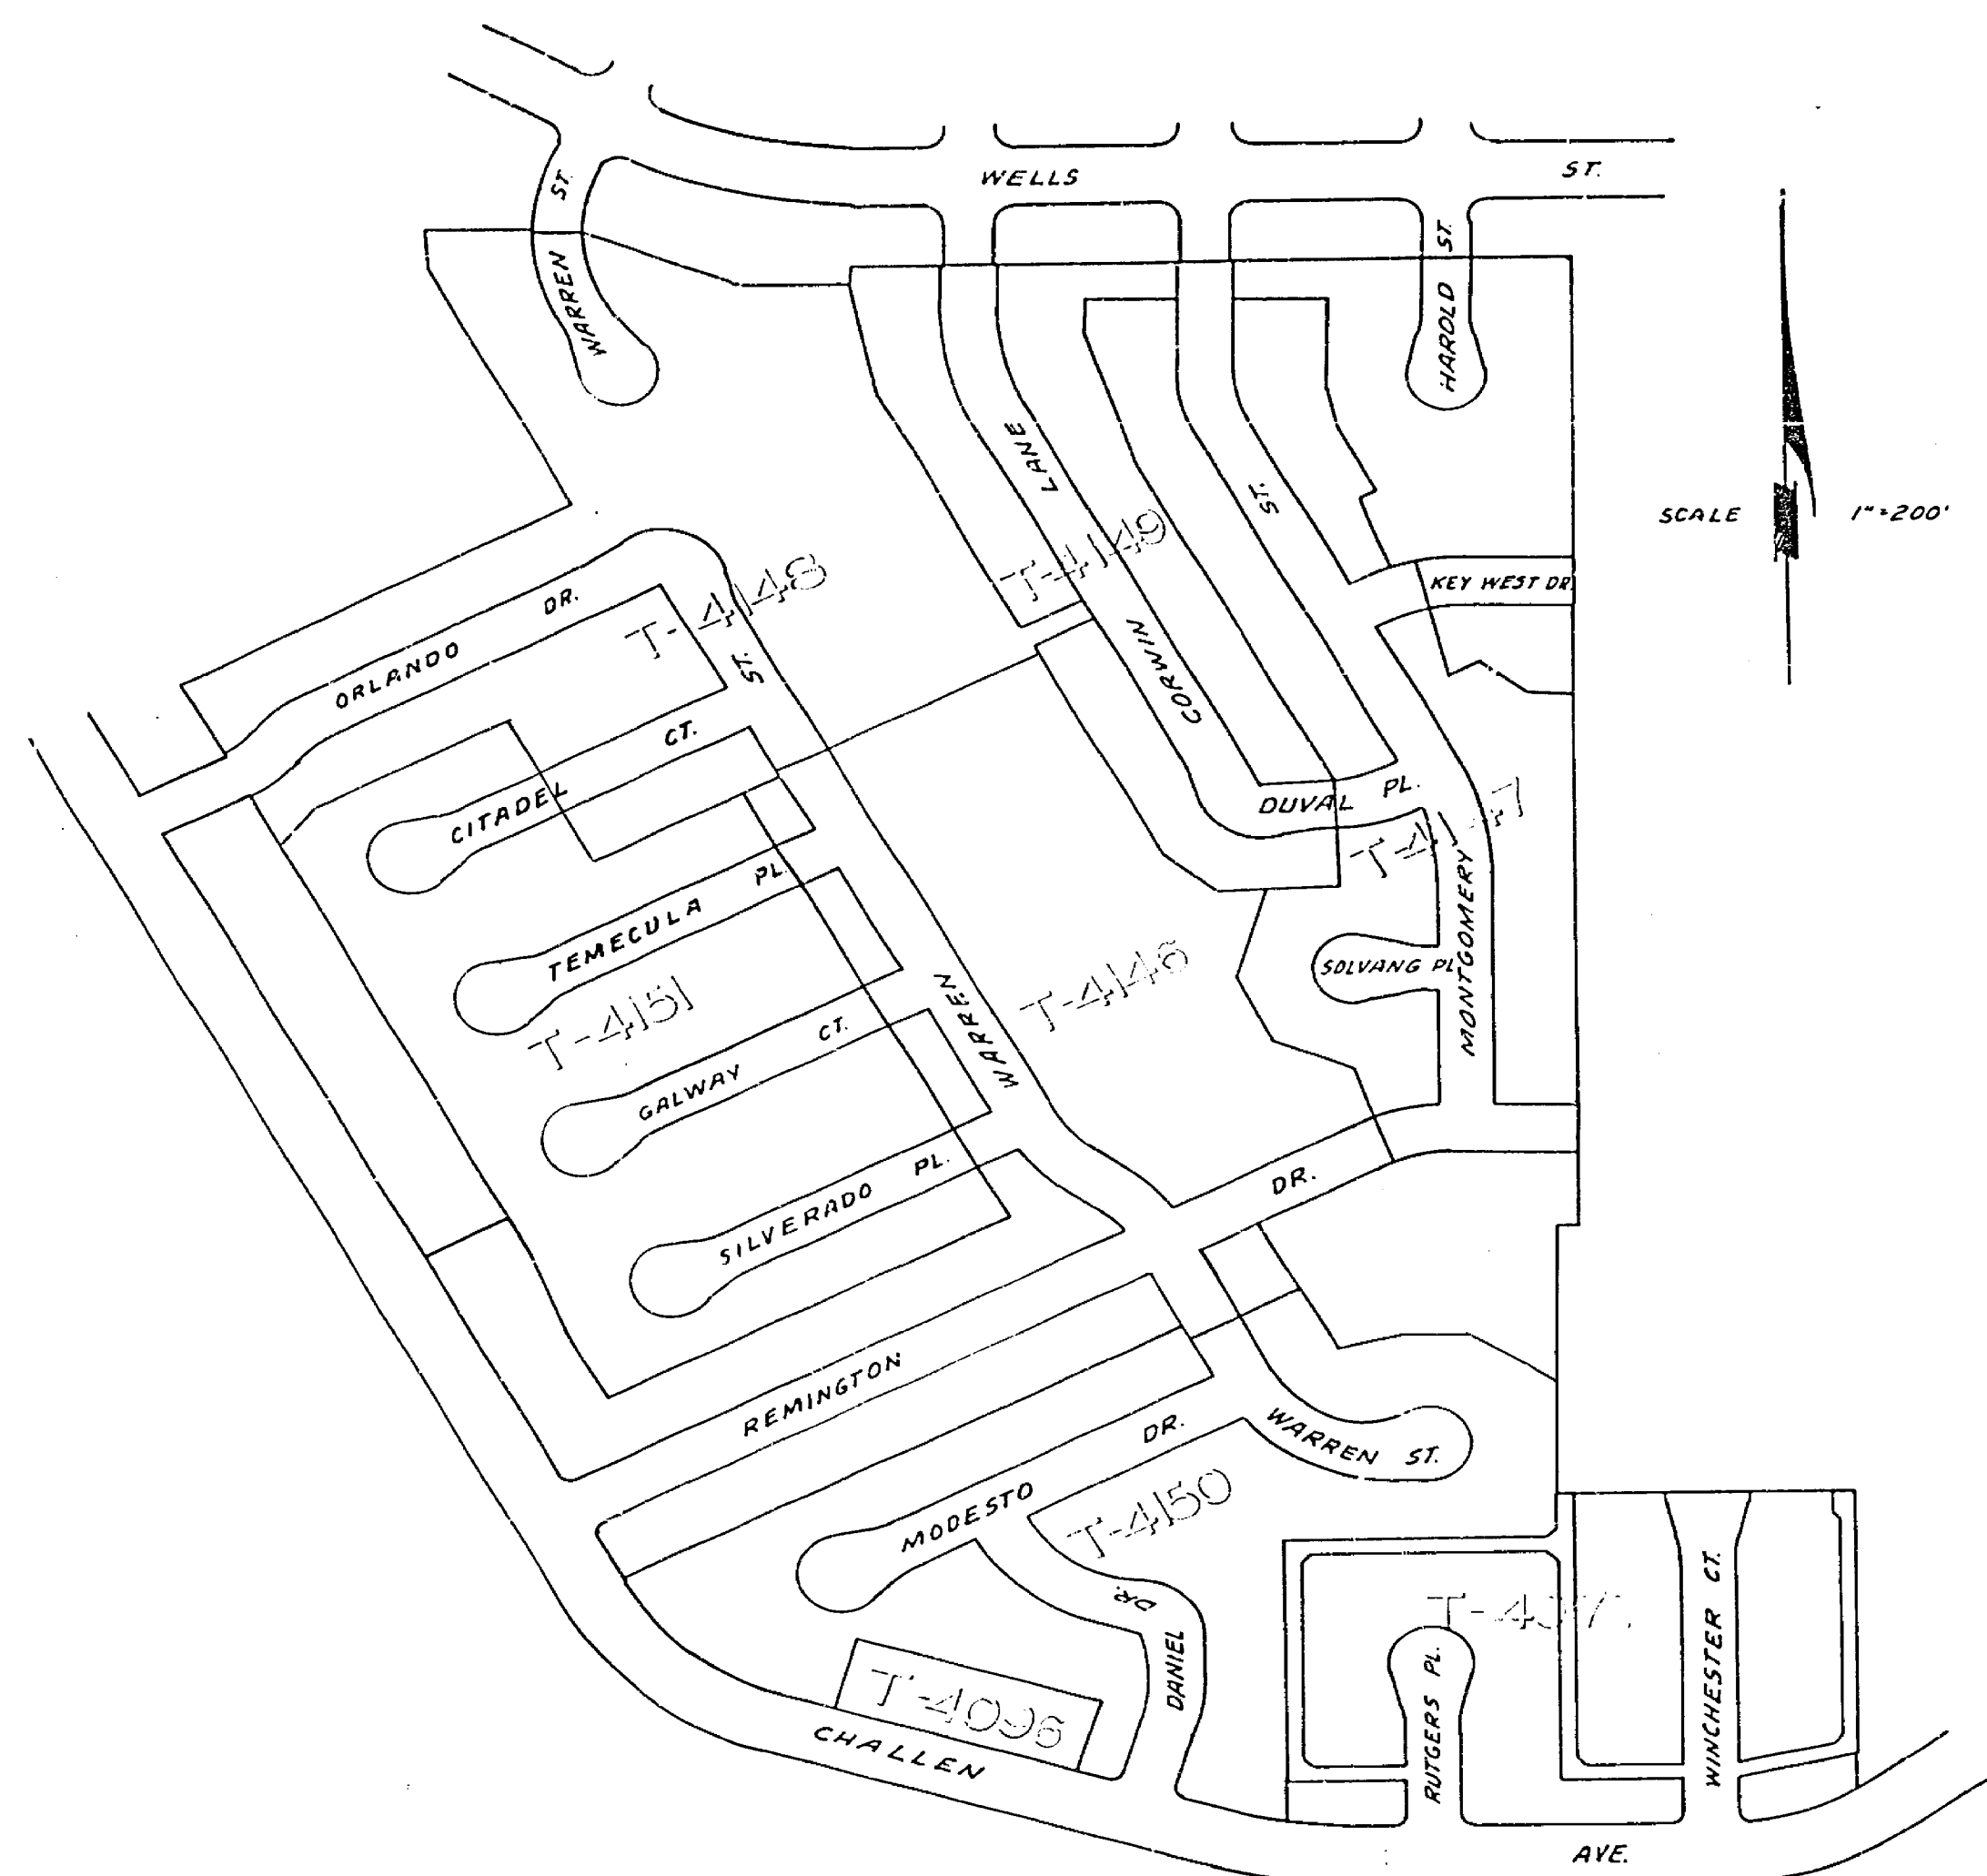 WELLS ST.
WARREN ST.
HAROLD ST.
LANE
ST.
SCALE 1"=200'
T-4149
KEY WEST DR.
T-4148
ORLANDO DR.
ST.
CORWIN
CITADEL CT.
DUVAL PL.
TEMECULA PL.
MONTGOMERY
SOLVANG PL.
T-4151
WARREN
GALWAY CT.
SILVERADO PL.
DR.
REMINGTON
MODESTO DR.
WARREN ST.
T-4150
DR.
DANIEL
T-4096
CHALLEN
RUTGERS PL.
WINCHESTER CT.
AVE.